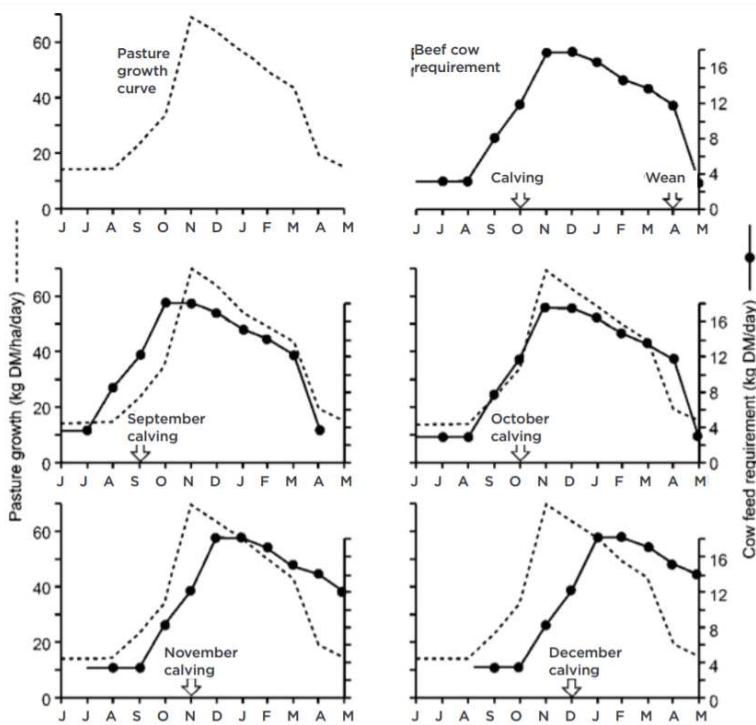 60
40
20
0
Pasture
growth
curve
J J A S O N D J F M A M
Beef cow
requirement
Calving
Wean
16
12
8
4
0
J J A S O N D J F M A M
Pasture growth (kg DM/ha/day)
60
40
20
0
September
calving
J J A S O N D J F M A M
October
calving
16
12
8
4
0
J J A S O N D J F M A M
Cow feed requirement (kg DM/day)
60
40
20
0
November
calving
J J A S O N D J F M A M
December
calving
16
12
8
4
0
J J A S O N D J F M A M